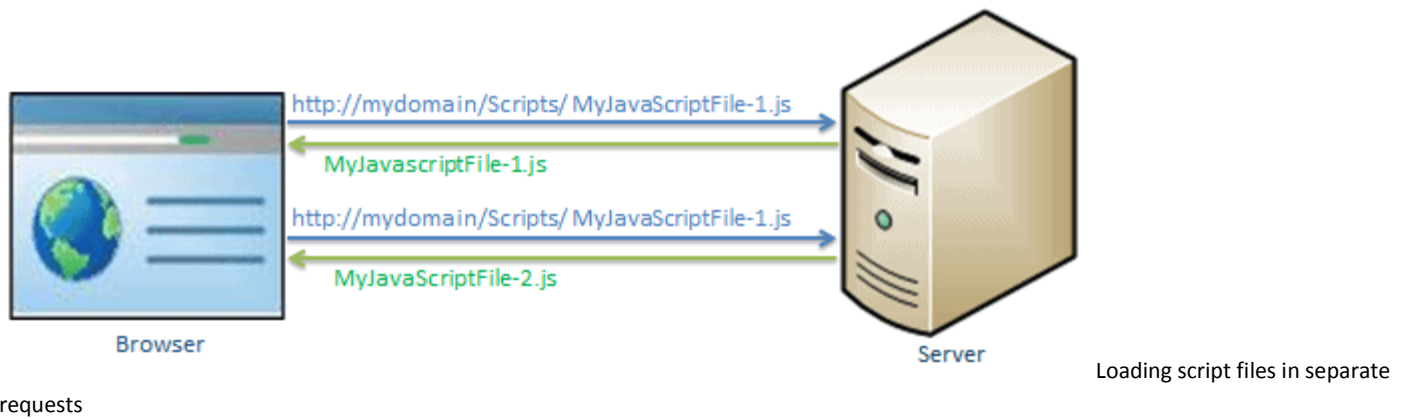 http://mydomain/Scripts/ MyJavaScriptFile-1.js
MyJavascriptFile-1.js
http://mydomain/Scripts/ MyJavaScriptFile-1.js
MyJavaScriptFile-2.js
Browser
Server
Loading script files in separate
requests